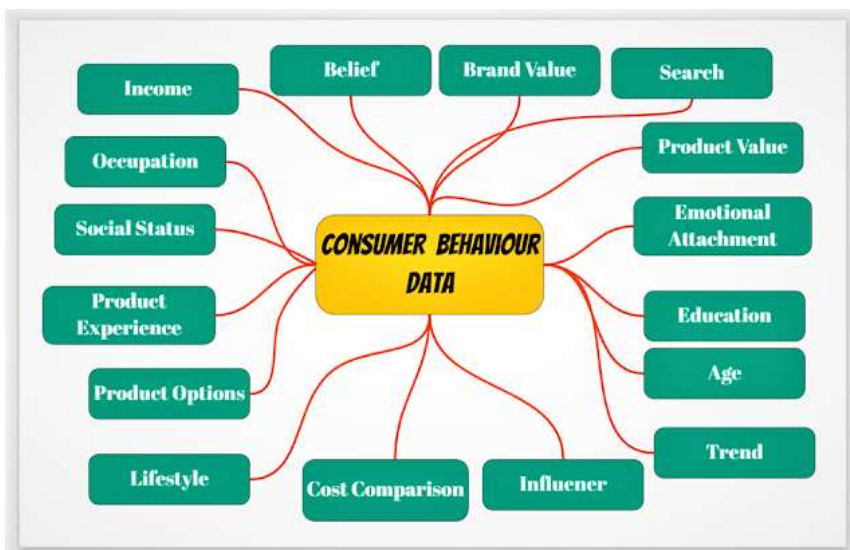 Income
Belief
Brand Value
Search
Occupation
Product Value
Social Status
Emotional
Attachment
CONSUMER BEHAVIOUR
DATA
Product
Experience
Education
Age
Product Options
Trend
Lifestyle
Cost Comparison
Influener